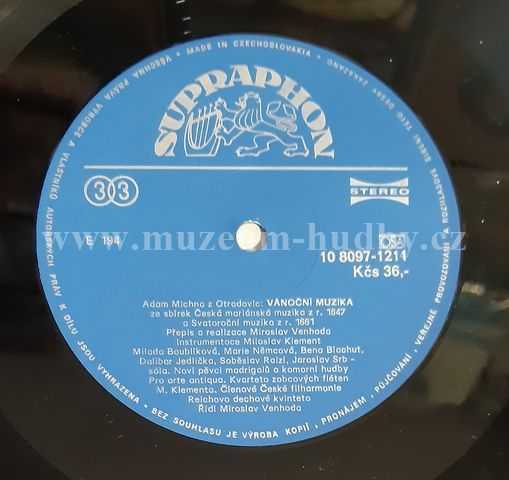 VŠECHNA PRÁVA VÝROBCE A VLASTNÍKŮ AUTORSKÝCH PRÁV K DÍLU JSOU VYHRAZENA • BEZ SOUHLASU JE VÝROBA KOPIÍ, PRONÁJEM, PŮJČOVÁNÍ, VEŘEJNÉ PROVOZOVÁNÍ A ROZHLASOVÉ ŠÍŘENÍ TÉTO DESKY ZAKÁZÁNO • MADE IN CZECHOSLOVAKIA •
SUPRAPHON
33
STEREO
E 194
www.muzeum-hudby.cz
OSA
10 8097-1211
Kčs 36,-
Adam Michna z Otradovic: VÁNOČNÍ MUZIKA
ze sbírek Česká mariánská muzika z r. 1647
a Svatoroční muzika z r. 1661
Přepis a realizace Miroslav Venhoda
Instrumentace Miloslav Klement
Milada Boublíková, Marie Němcová, Beno Blachut,
Dalibor Jedlička, Soběslav Raizl, Jaroslav Srb -
sóla. Noví pěvci madrigalů a komorní hudby
Pro arte antiqua. Kvarteto zobcových fléten
M. Klementa. Členové České filharmonie
Reichovo dechové kvinteto
Řídí Miroslav Venhoda